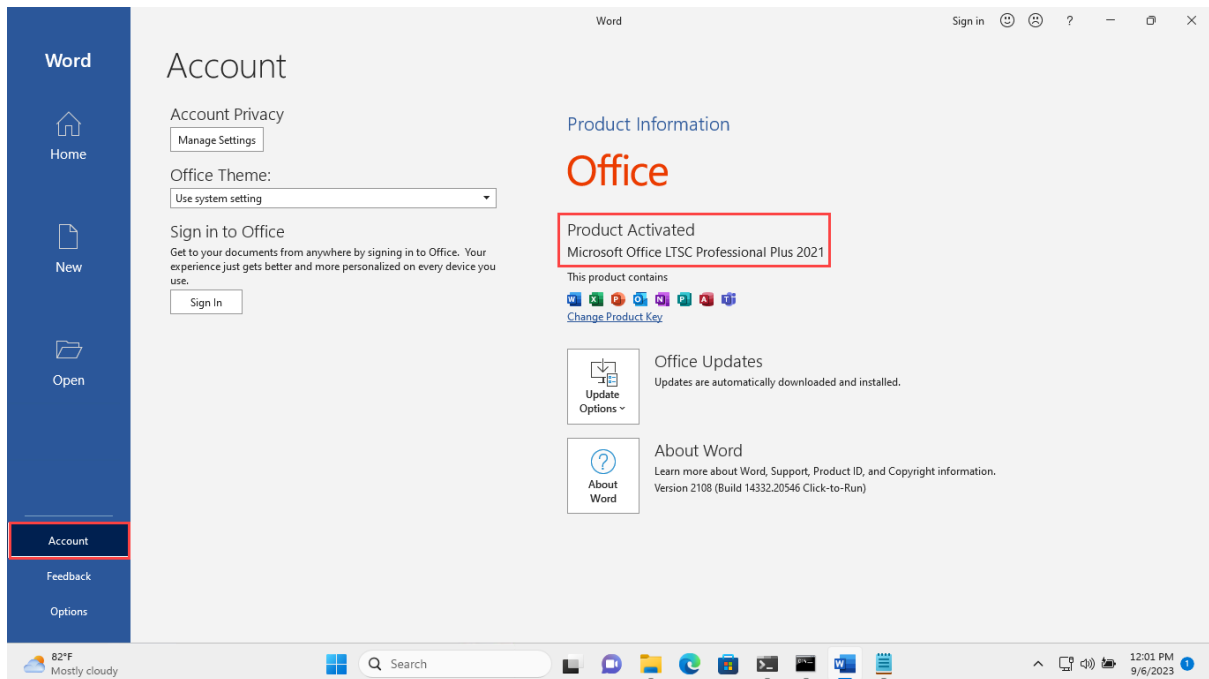 Word
Sign in
?
Word
Home
New
Open
Account
Feedback
Options
Account
Account Privacy
Manage Settings
Office Theme:
Use system setting
Sign in to Office
Get to your documents from anywhere by signing in to Office. Your
experience just gets better and more personalized on every device you
use.
Sign In
Product Information
Office
Product Activated
Microsoft Office LTSC Professional Plus 2021
This product contains
W X P O N P A T
Change Product Key
Update
Options
Office Updates
Updates are automatically downloaded and installed.
?
About
Word
About Word
Learn more about Word, Support, Product ID, and Copyright information.
Version 2108 (Build 14332.20546 Click-to-Run)
82°F
Mostly cloudy
Search
W
12:01 PM
9/6/2023
1